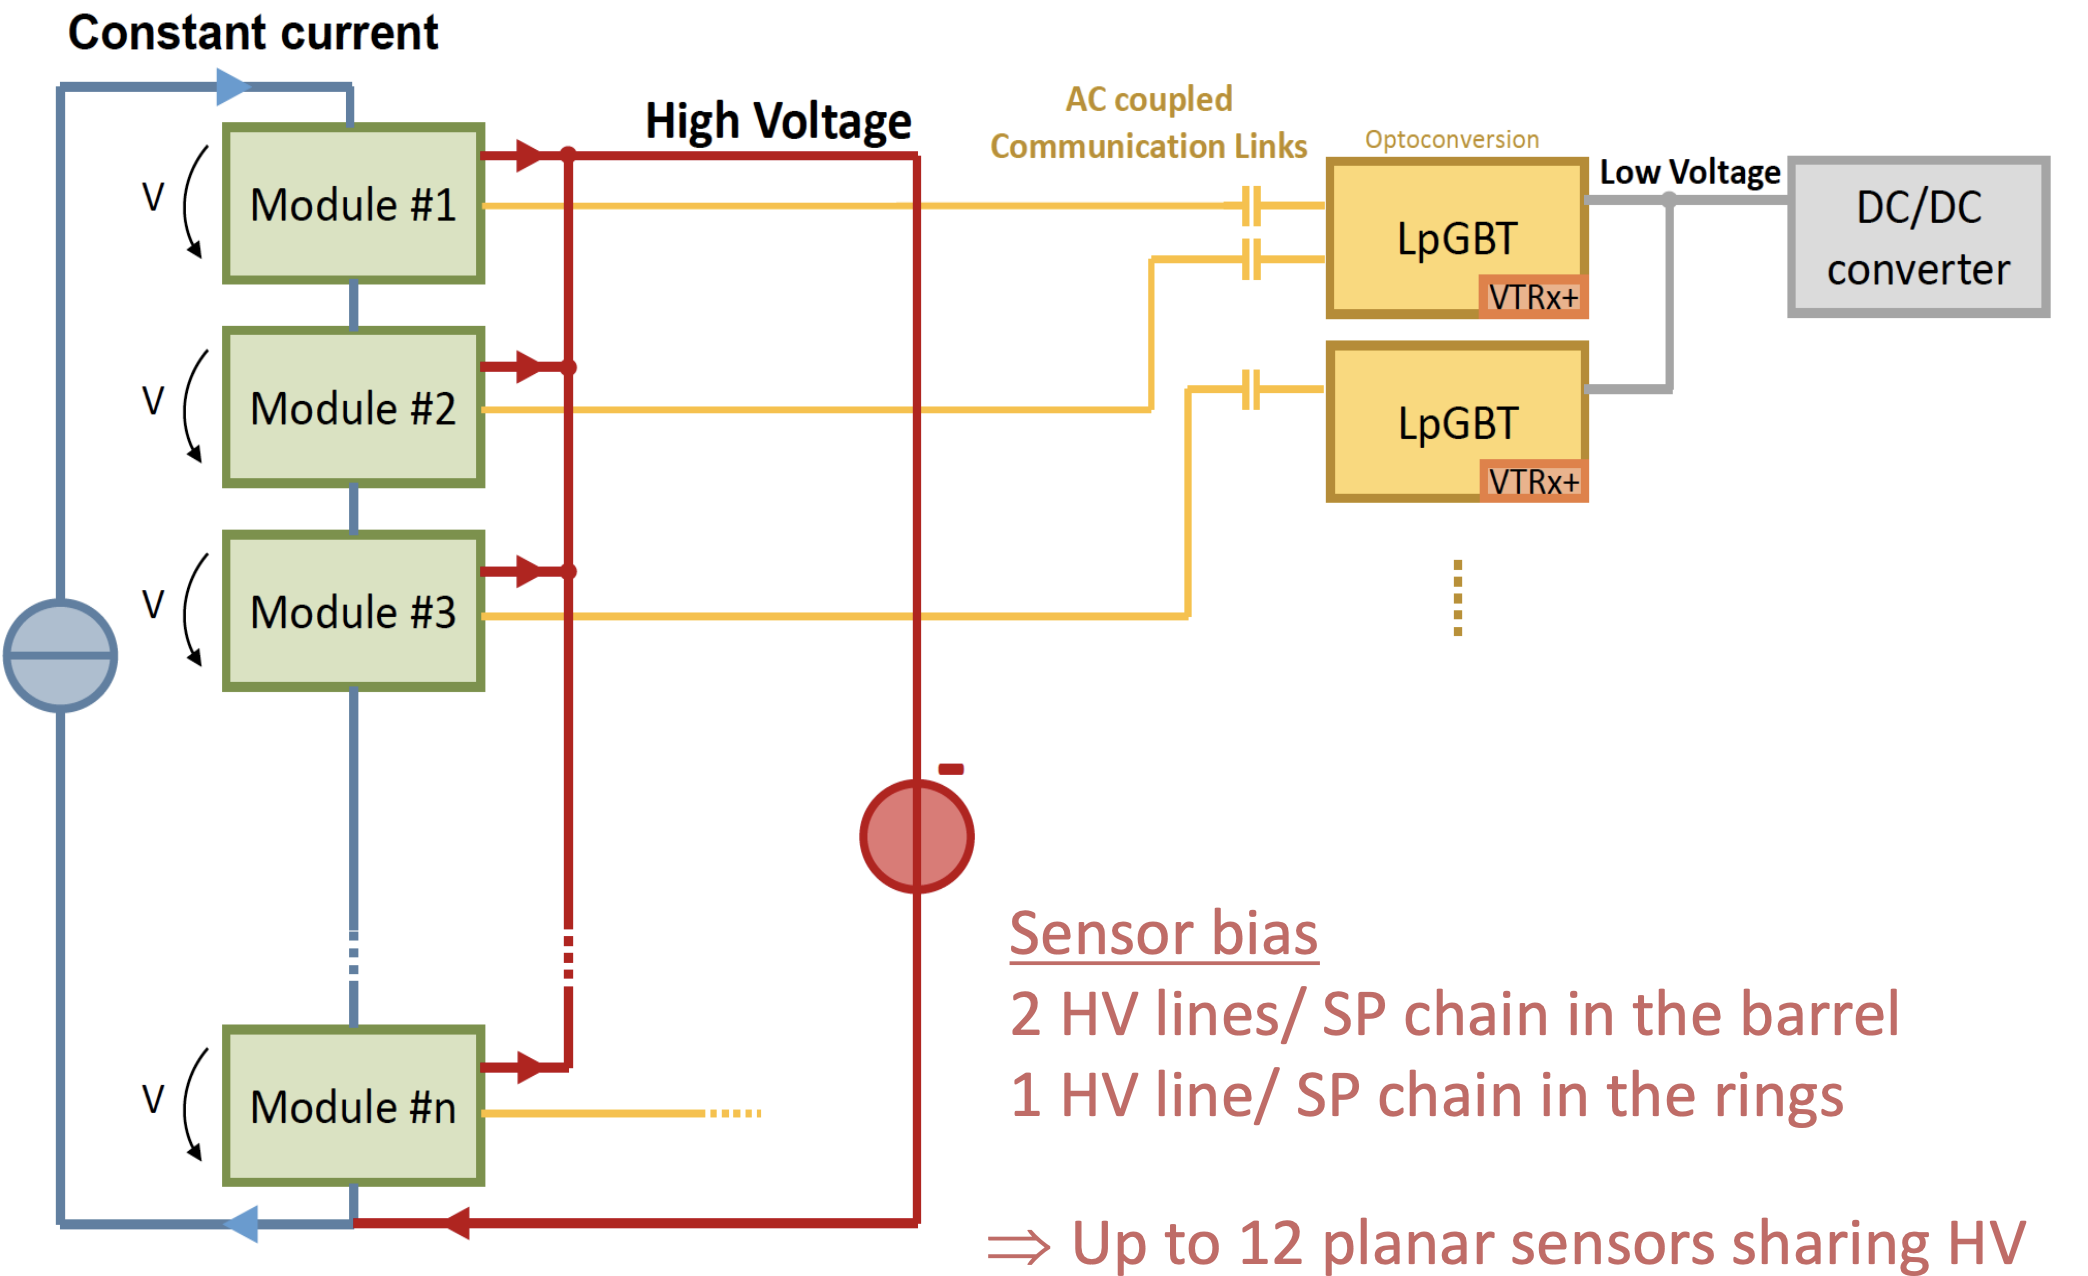 Constant current
High Voltage
AC coupled
Communication Links
Optoconversion
Low Voltage
V
Module #1
LpGBT
VTRx+
DC/DC
converter
V
Module #2
LpGBT
VTRx+
V
Module #3
-
Sensor bias
2 HV lines/ SP chain in the barrel
1 HV line/ SP chain in the rings
V
Module #n
⇒ Up to 12 planar sensors sharing HV